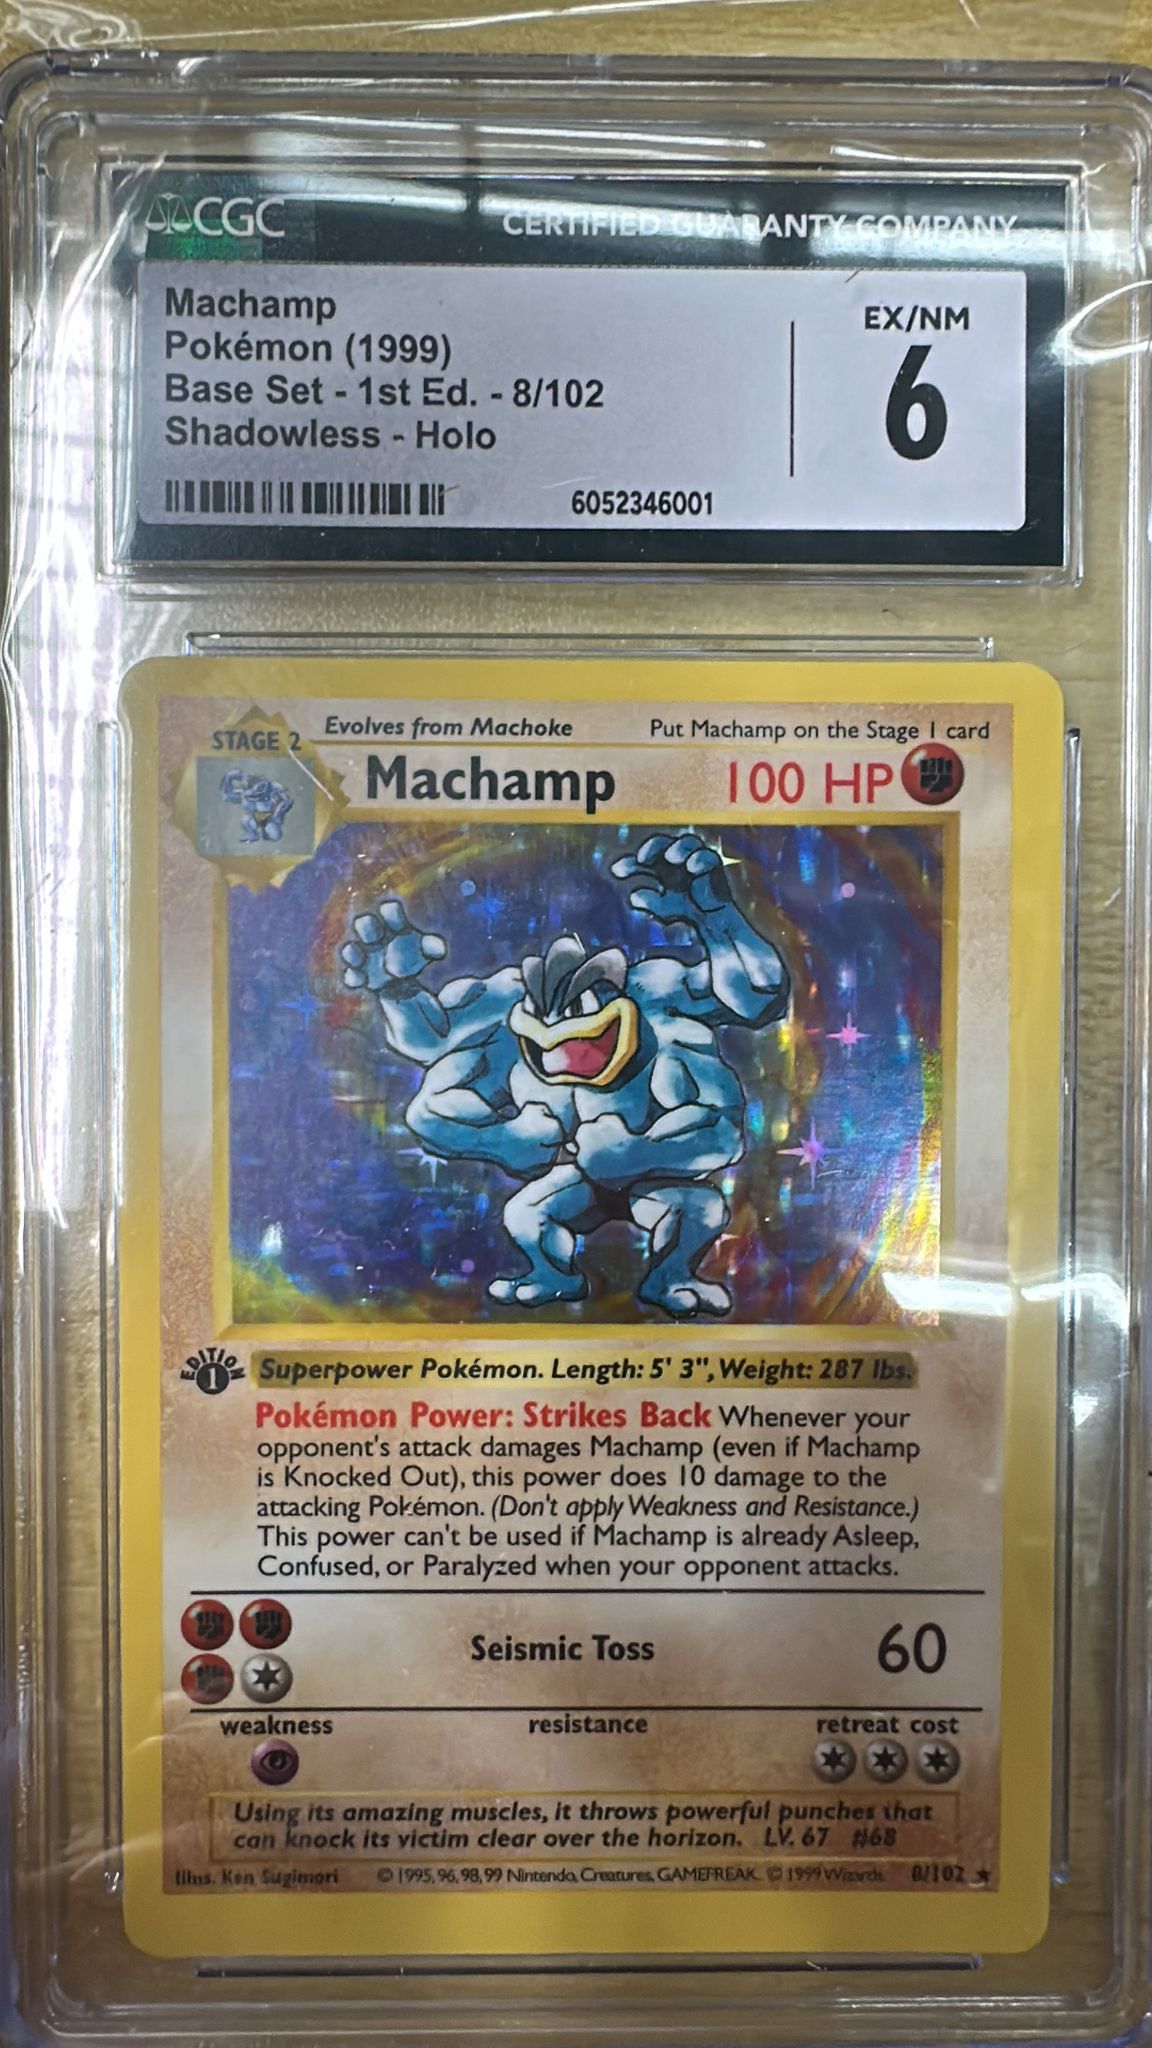 CGC
CERTIFIED GUARANTY COMPANY
Machamp
Pokémon (1999)
Base Set - 1st Ed. - 8/102
Shadowless - Holo
6052346001
EX/NM
6
Evolves from Machoke
Put Machamp on the Stage 1 card
STAGE 2
Machamp
100 HP
EDITION
1
Superpower Pokémon. Length: 5' 3", Weight: 287 lbs.
Pokémon Power: Strikes Back Whenever your
opponent's attack damages Machamp (even if Machamp
is Knocked Out), this power does 10 damage to the
attacking Pokémon. (Don't apply Weakness and Resistance.)
This power can't be used if Machamp is already Asleep,
Confused, or Paralyzed when your opponent attacks.
Seismic Toss
60
weakness
resistance
retreat cost
Using its amazing muscles, it throws powerful punches that
can knock its victim clear over the horizon. LV. 67 #68
Illus. Ken Sugimori
© 1995, 96, 98, 99 Nintendo, Creatures, GAMEFREAK. © 1999 Wizards.
8/102 ★